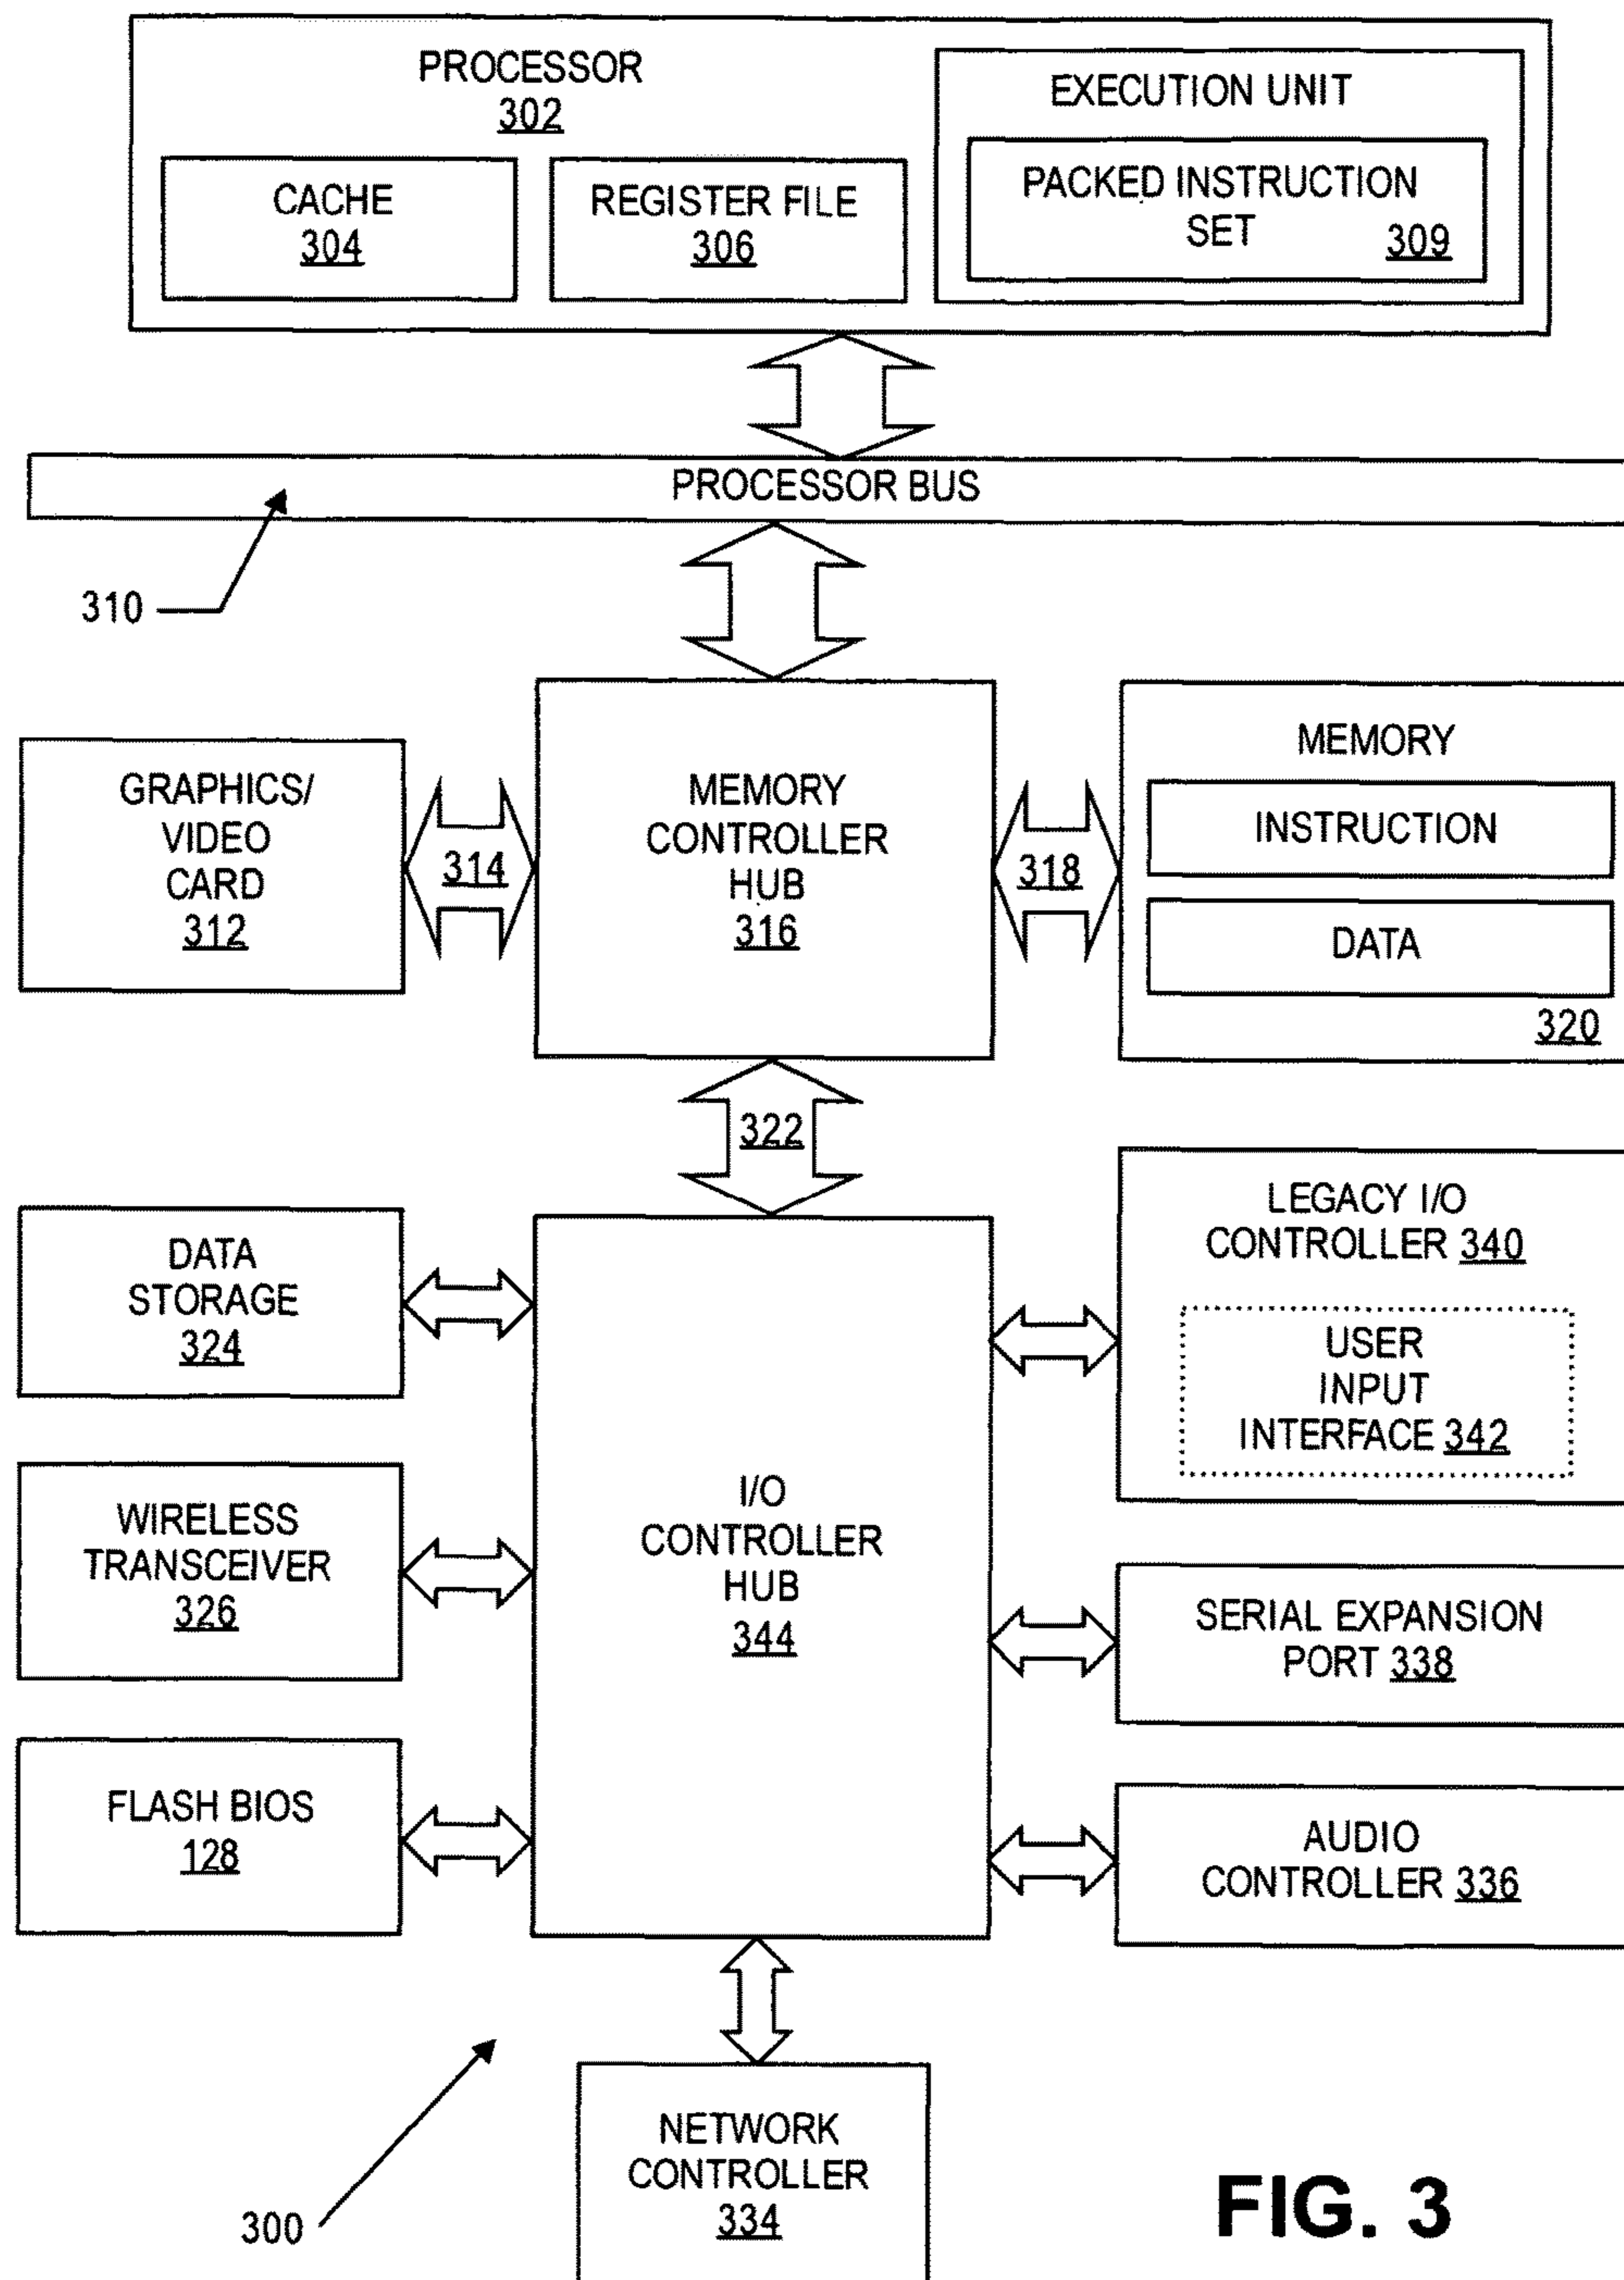 PROCESSOR
302
CACHE
304
REGISTER FILE
306
EXECUTION UNIT
PACKED INSTRUCTION
SET 309
PROCESSOR BUS
310
GRAPHICS/
VIDEO
CARD
312
314
MEMORY
CONTROLLER
HUB
316
318
MEMORY
INSTRUCTION
DATA
320
322
DATA
STORAGE
324
WIRELESS
TRANSCEIVER
326
FLASH BIOS
128
I/O
CONTROLLER
HUB
344
LEGACY I/O
CONTROLLER 340
USER
INPUT
INTERFACE 342
SERIAL EXPANSION
PORT 338
AUDIO
CONTROLLER 336
NETWORK
CONTROLLER
334
300
FIG. 3